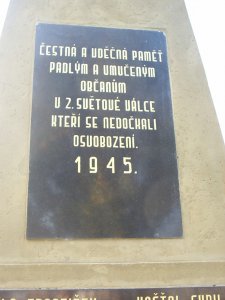 ČESTNÁ A VDĚČNÁ PAMĚŤ
PADLÝM A UMUČENÝM
OBČANŮM
V 2. SVĚTOVÉ VÁLCE
KTEŘÍ SE NEDOČKALI
OSVOBOZENÍ.
1945.